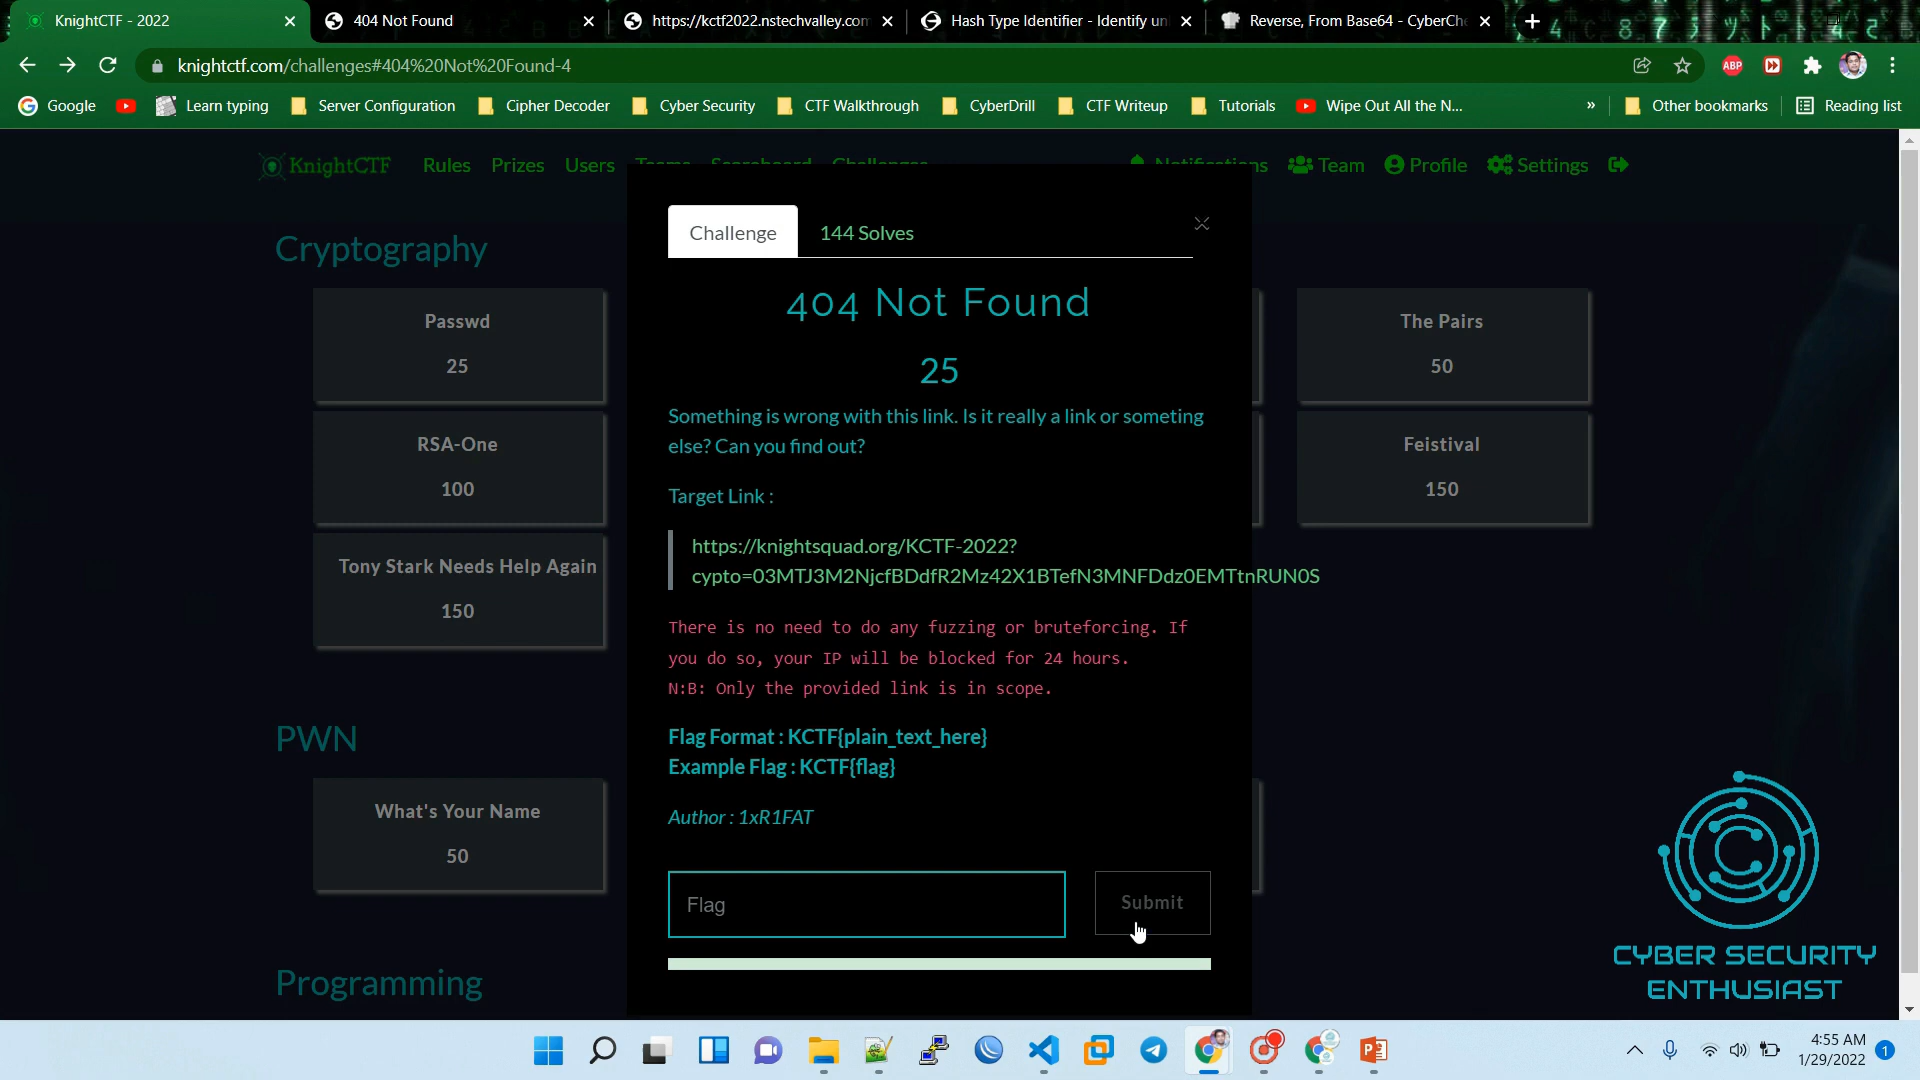 KnightCTF - 2022
404 Not Found
https://kctf2022.nstechvalley.com
Hash Type Identifier - Identify un
Reverse, From Base64 - CyberChe
knightctf.com/challenges#404%20Not%20Found-4
ABP
Google
Learn typing
Server Configuration
Cipher Decoder
Cyber Security
CTF Walkthrough
CyberDrill
CTF Writeup
Tutorials
Wipe Out All the N...
»
Other bookmarks
Reading list
KnightCTF
Rules
Prizes
Users
Teams
Scoreboard
Challenges
Notifications
Team
Profile
Settings
Challenge
144 Solves
404 Not Found
25
Something is wrong with this link. Is it really a link or someting
else? Can you find out?
Target Link :
https://knightsquad.org/KCTF-2022?
cypto=03MTJ3M2NjcfBDdfR2Mz42X1BTefN3MNFDdz0EMTtnRUN0S
There is no need to do any fuzzing or bruteforcing. If
you do so, your IP will be blocked for 24 hours.
N:B: Only the provided link is in scope.
Flag Format : KCTF{plain_text_here}
Example Flag : KCTF{flag}
Author : 1xR1FAT
Flag
Submit
Cryptography
Passwd
25
The Pairs
50
RSA-One
100
Feistival
150
Tony Stark Needs Help Again
150
PWN
What's Your Name
50
Programming
CYBER SECURITY
ENTHUSIAST
4:55 AM
1/29/2022
1